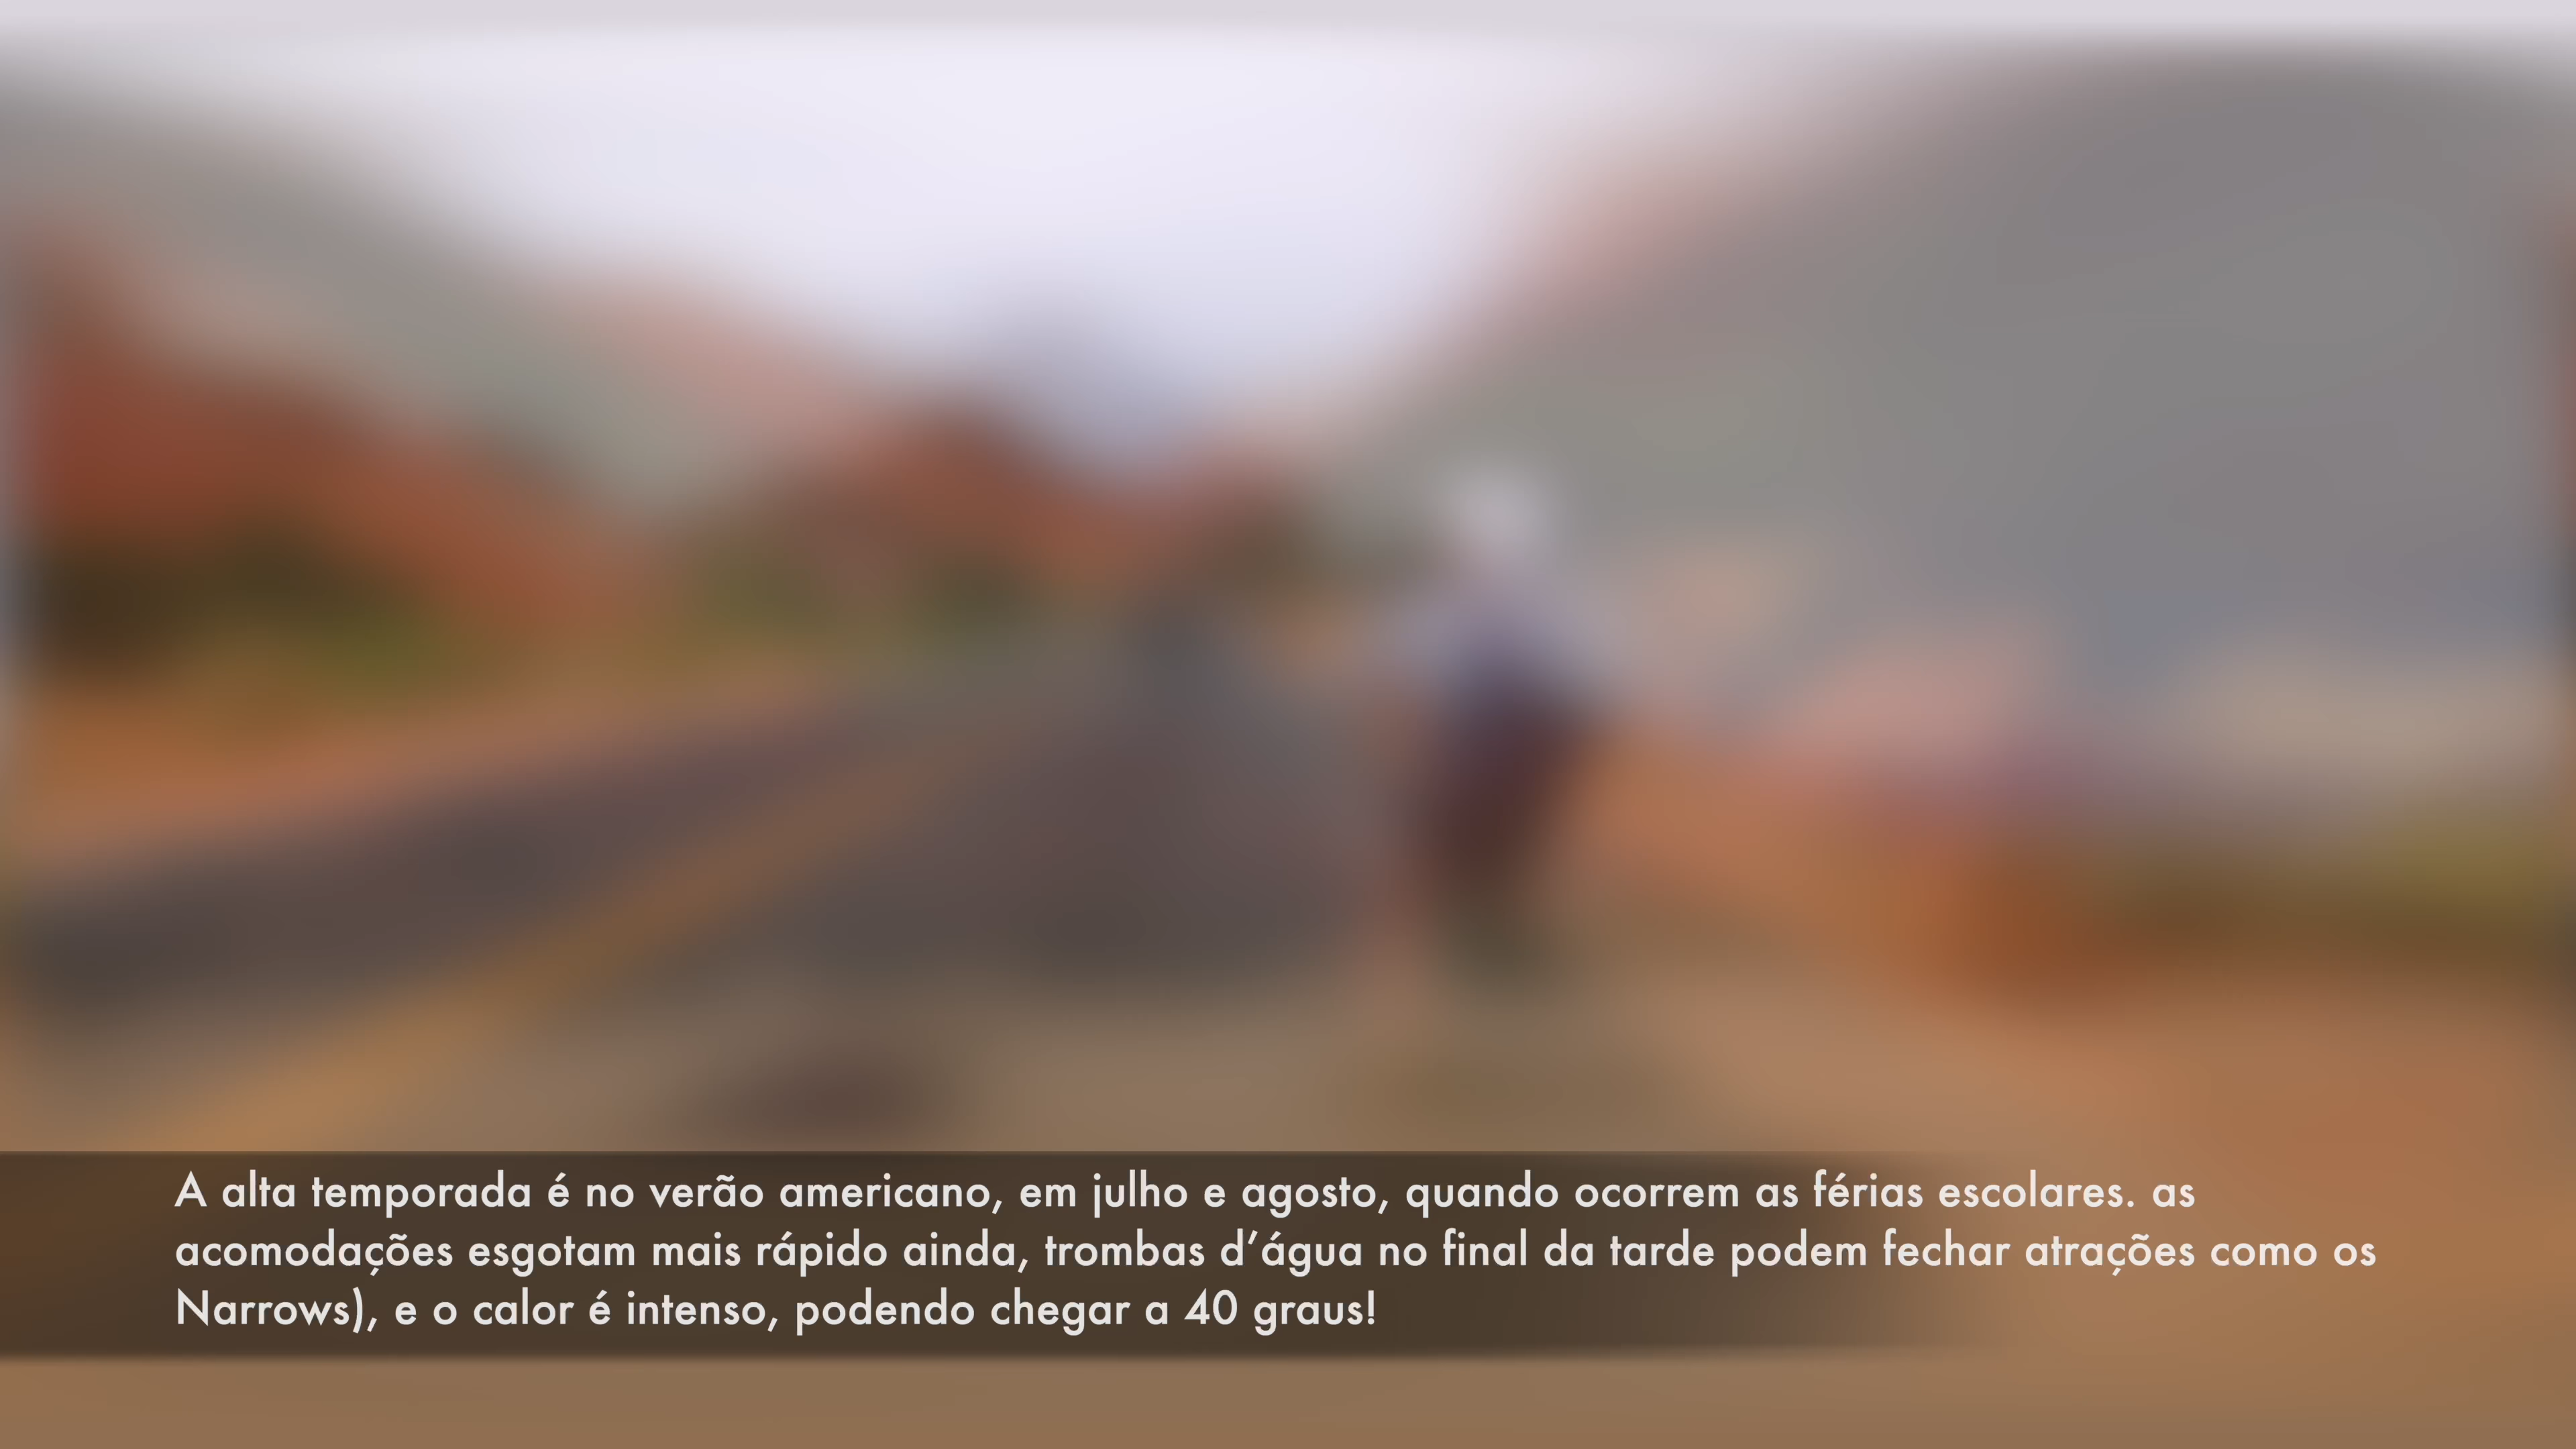 A alta temporada é no verão americano, em julho e agosto, quando ocorrem as férias escolares. as
acomodações esgotam mais rápido ainda, trombas d’água no final da tarde podem fechar atrações como os
Narrows), e o calor é intenso, podendo chegar a 40 graus!